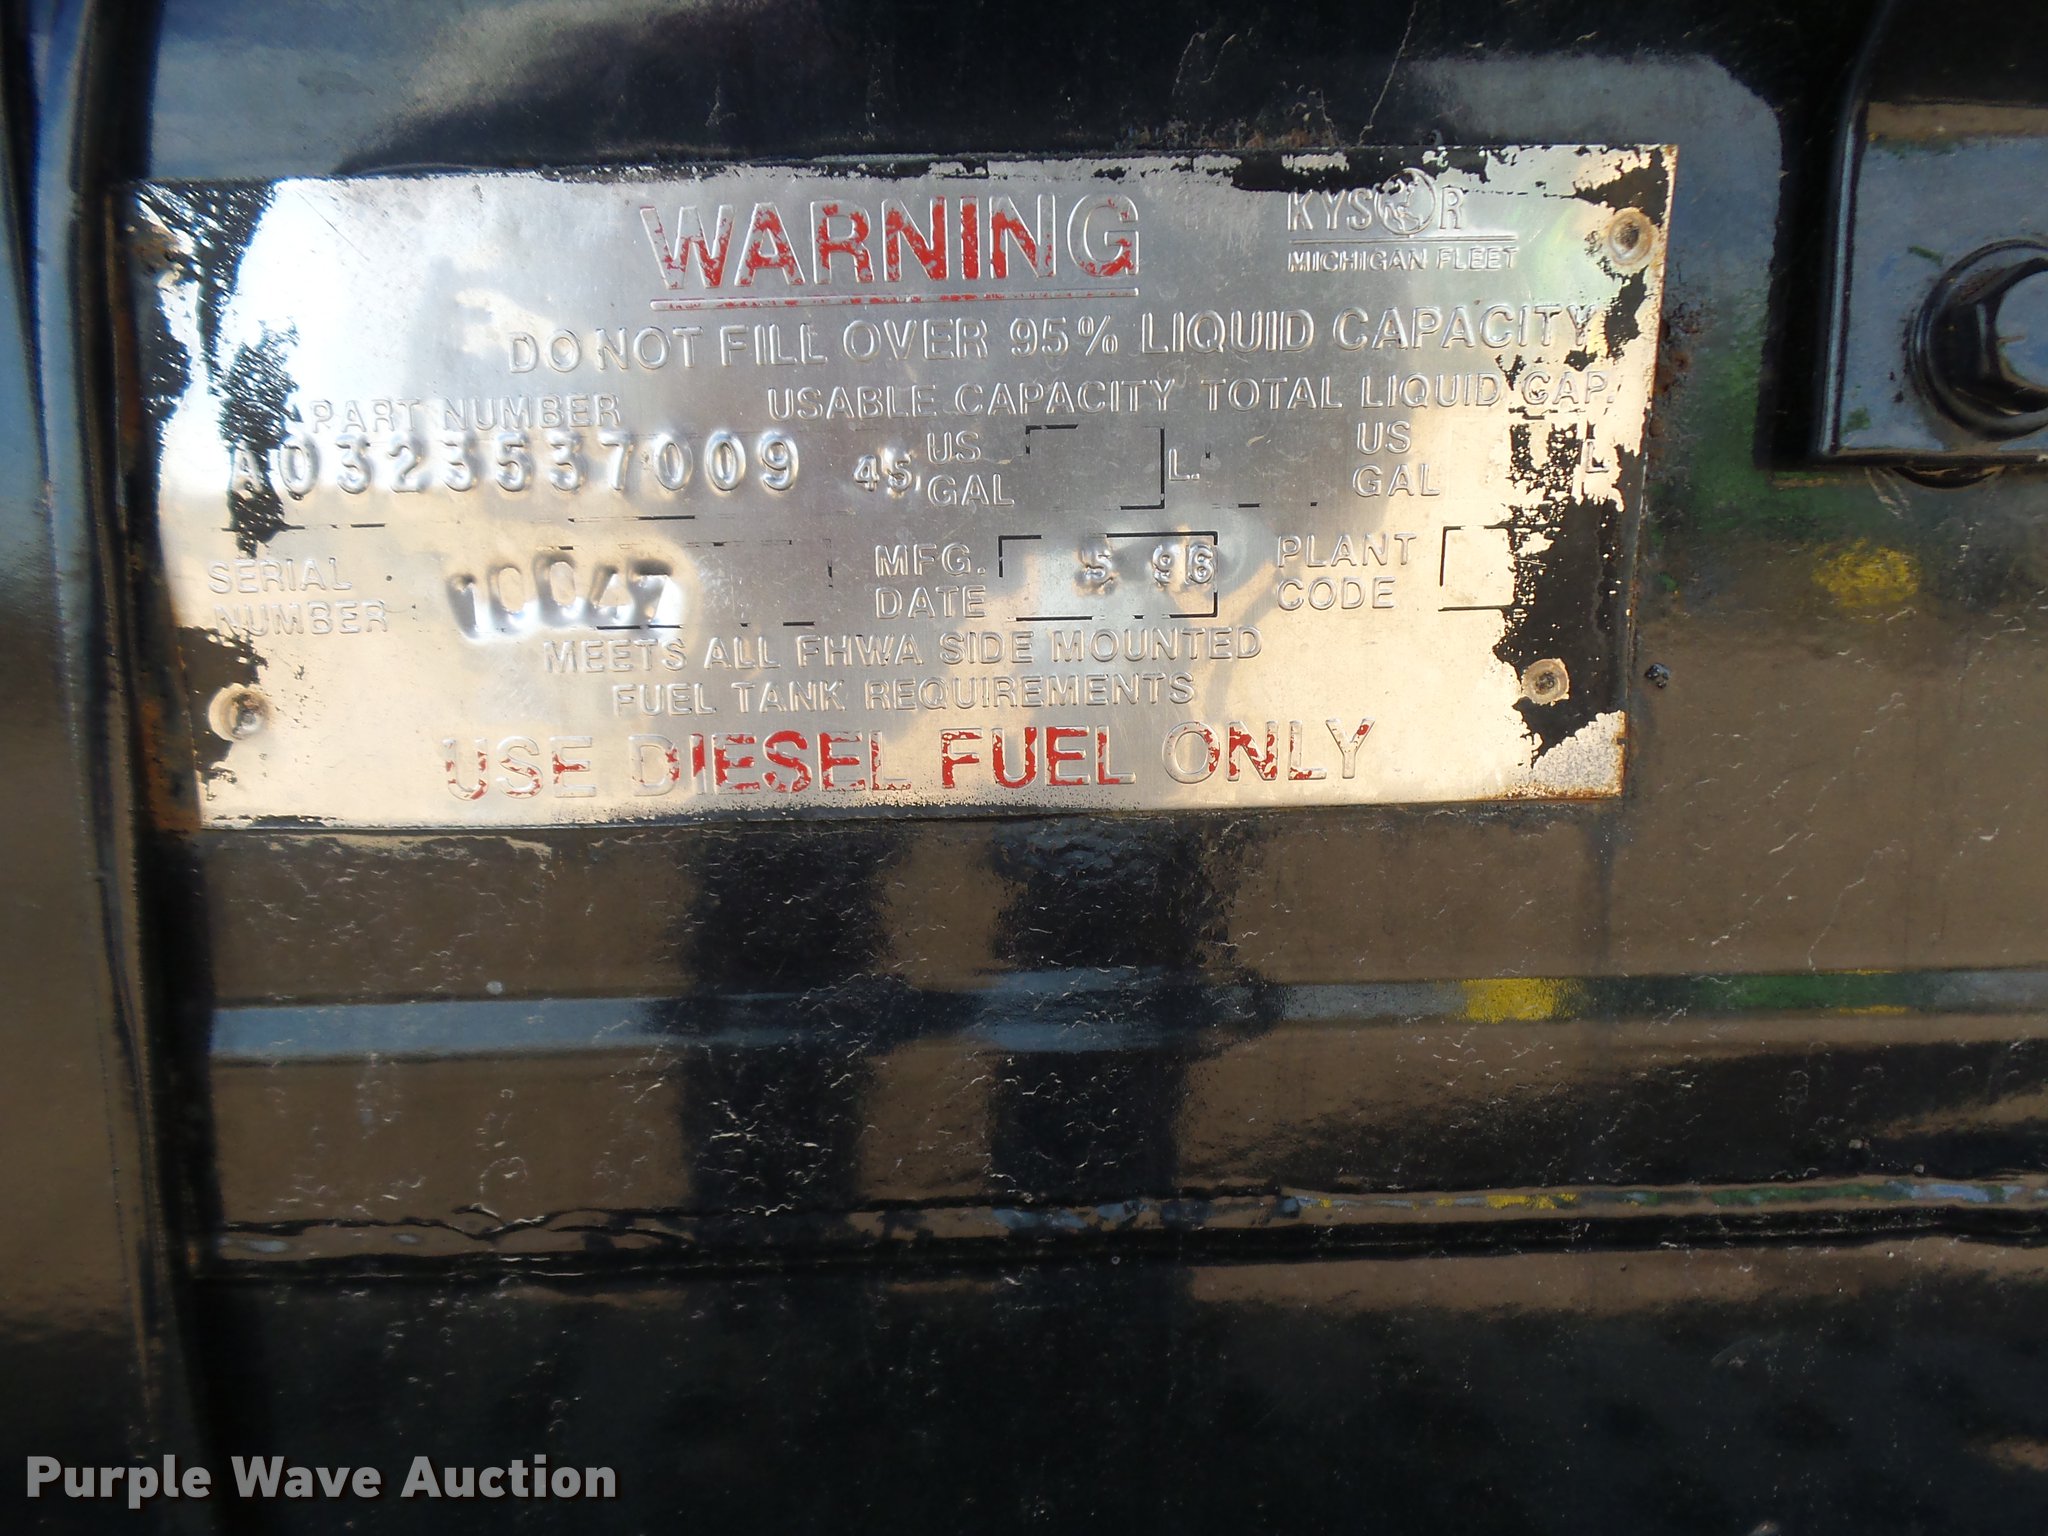 WARNING
KYSOR
MICHIGAN FLEET
DO NOT FILL OVER 95% LIQUID CAPACITY
PART NUMBER USABLE CAPACITY TOTAL LIQUID CAP.
A0323537009 45 US GAL L. US GAL L
SERIAL NUMBER 10047 MFG. DATE 5 96 PLANT CODE
MEETS ALL FHWA SIDE MOUNTED
FUEL TANK REQUIREMENTS
USE DIESEL FUEL ONLY
Purple Wave Auction